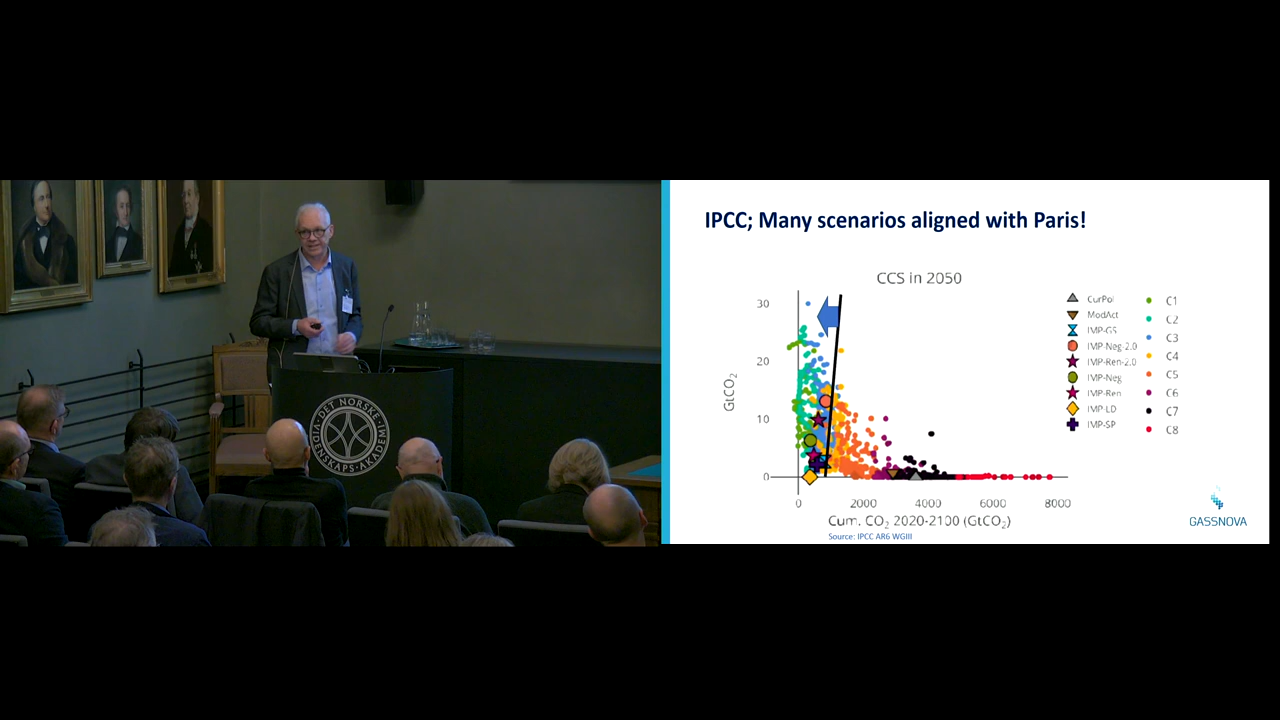 IPCC; Many scenarios aligned with Paris!
CCS in 2050
30
20
10
0
GtCO₂
0
2000
4000
6000
8000
Cum. CO₂ 2020-2100 (GtCO₂)
Source: IPCC AR6 WGIII
CurPol
ModAct
IMP-GS
IMP-Neg-2.0
IMP-Ren-2.0
IMP-Neg
IMP-Ren
IMP-LD
IMP-SP
C1
C2
C3
C4
C5
C6
C7
C8
GASSNOVA
DET NORSKE
VIDENSKAPS-AKADEMI